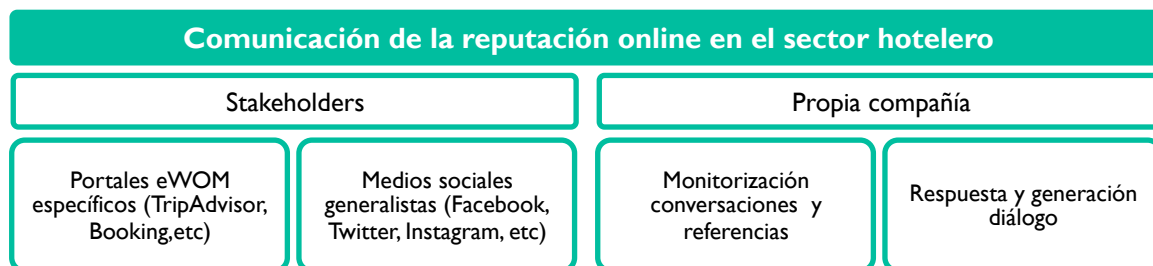 Comunicación de la reputación online en el sector hotelero
Stakeholders
Propia compañía
Portales eWOM
específicos (TripAdvisor,
Booking,etc)
Medios sociales
generalistas (Facebook,
Twitter, Instagram, etc)
Monitorización
conversaciones y
referencias
Respuesta y generación
diálogo